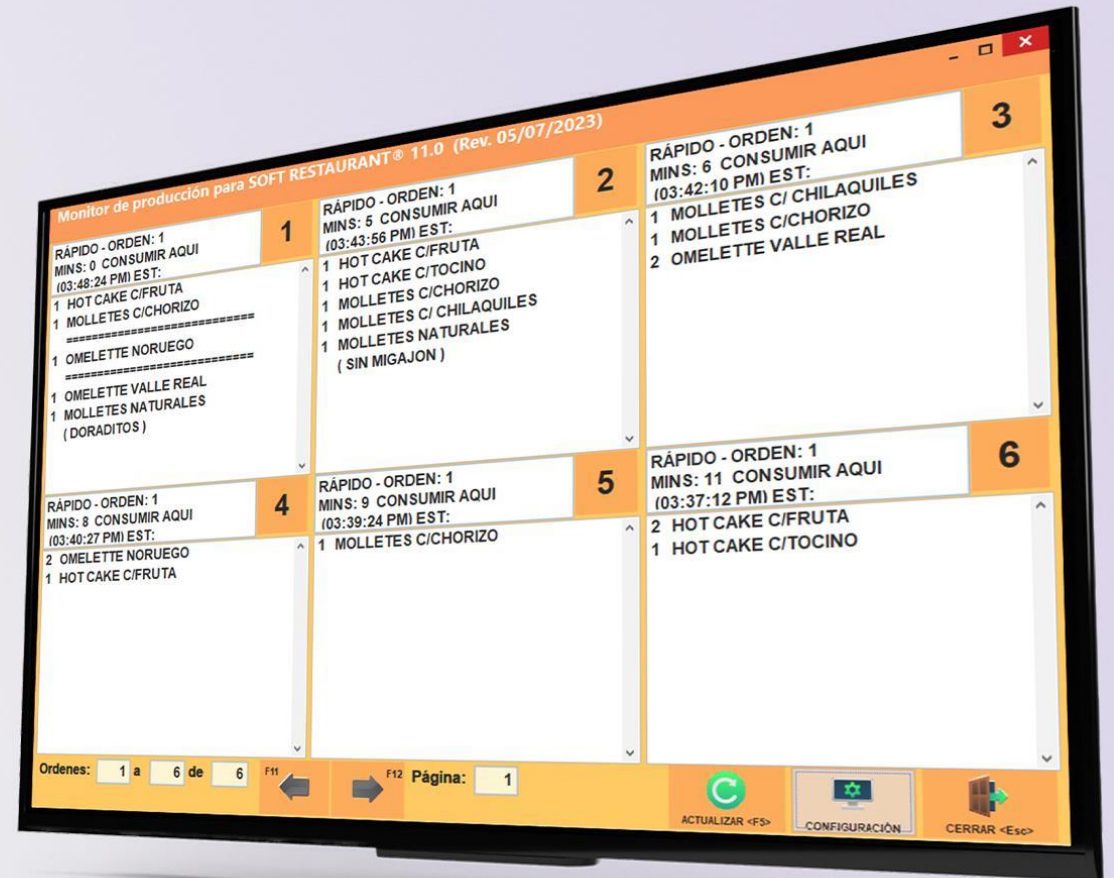 Monitor de producción para SOFT RESTAURANT® 11.0 (Rev. 05/07/2023)
RÁPIDO - ORDEN: 1
MINS: 0 CONSUMIR AQUI
(03:48:24 PM) EST:
1
1 HOT CAKE C/FRUTA
1 MOLLETES C/CHORIZO
=============================
1 OMELETTE NORUEGO
=============================
1 OMELETTE VALLE REAL
1 MOLLETES NATURALES
( DORADITOS )
RÁPIDO - ORDEN: 1
MINS: 5 CONSUMIR AQUI
(03:43:56 PM) EST:
2
1 HOT CAKE C/FRUTA
1 HOT CAKE C/TOCINO
1 MOLLETES C/CHORIZO
1 MOLLETES C/ CHILAQUILES
1 MOLLETES NATURALES
( SIN MIGAJON )
RÁPIDO - ORDEN: 1
MINS: 6 CONSUMIR AQUI
(03:42:10 PM) EST:
3
1 MOLLETES C/ CHILAQUILES
1 MOLLETES C/CHORIZO
2 OMELETTE VALLE REAL
RÁPIDO - ORDEN: 1
MINS: 8 CONSUMIR AQUI
(03:40:27 PM) EST:
4
2 OMELETTE NORUEGO
1 HOT CAKE C/FRUTA
RÁPIDO - ORDEN: 1
MINS: 9 CONSUMIR AQUI
(03:39:24 PM) EST:
5
1 MOLLETES C/CHORIZO
RÁPIDO - ORDEN: 1
MINS: 11 CONSUMIR AQUI
(03:37:12 PM) EST:
6
2 HOT CAKE C/FRUTA
1 HOT CAKE C/TOCINO
Ordenes: 1 a 6 de 6
F11
F12
Página: 1
ACTUALIZAR <F5>
CONFIGURACIÓN
CERRAR <Esc>